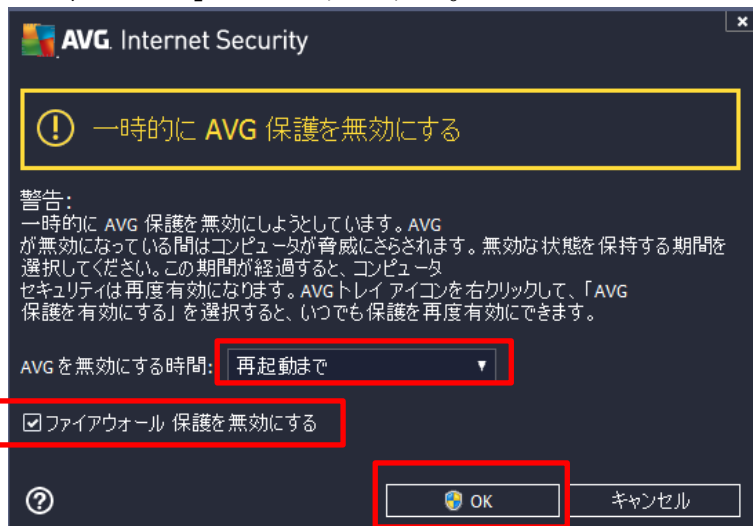 AVG. Internet Security
一時的に AVG 保護を無効にする
警告:
一時的に AVG 保護を無効にしようとしています。AVG
が無効になっている間はコンピュータが脅威にさらされます。無効な状態を保持する期間を
選択してください。この期間が経過すると、コンピュータ
セキュリティは再度有効になります。AVGトレイ アイコンを右クリックして、「AVG
保護を有効にする」を選択すると、いつでも保護を再度有効にできます。
AVG を無効にする時間: 再起動まで
ファイアウォール 保護を無効にする
OK キャンセル